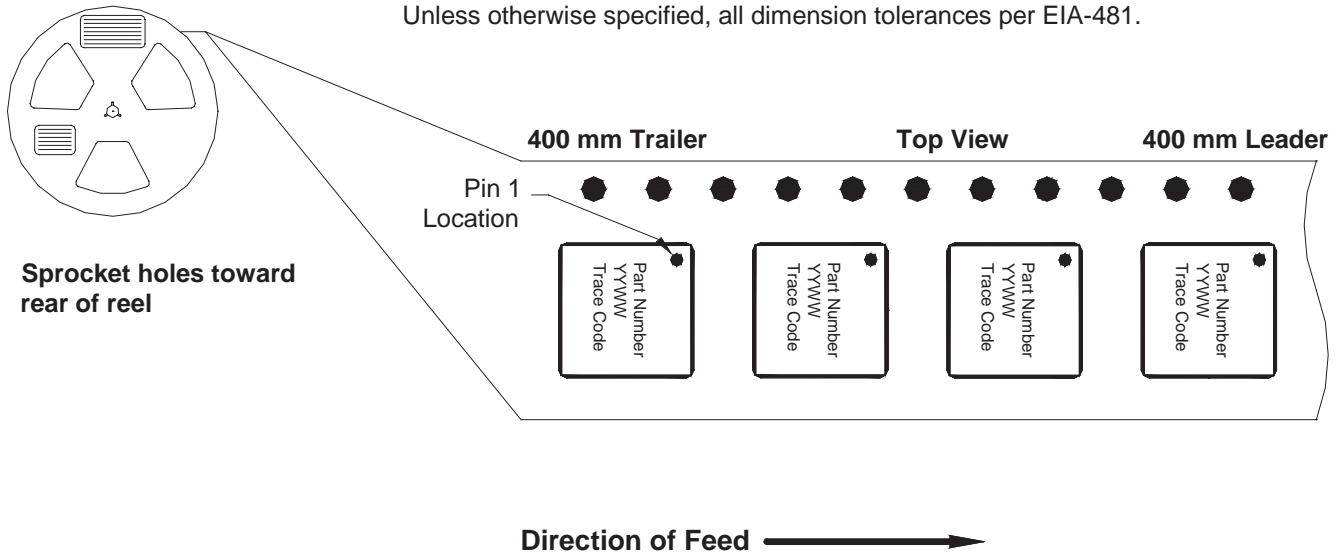 Unless otherwise specified, all dimension tolerances per EIA-481.
400 mm Trailer
Top View
400 mm Leader
Pin 1
Location
Sprocket holes toward
rear of reel
Part Number
YYWW
Trace Code
Part Number
YYWW
Trace Code
Part Number
YYWW
Trace Code
Part Number
YYWW
Trace Code
Direction of Feed